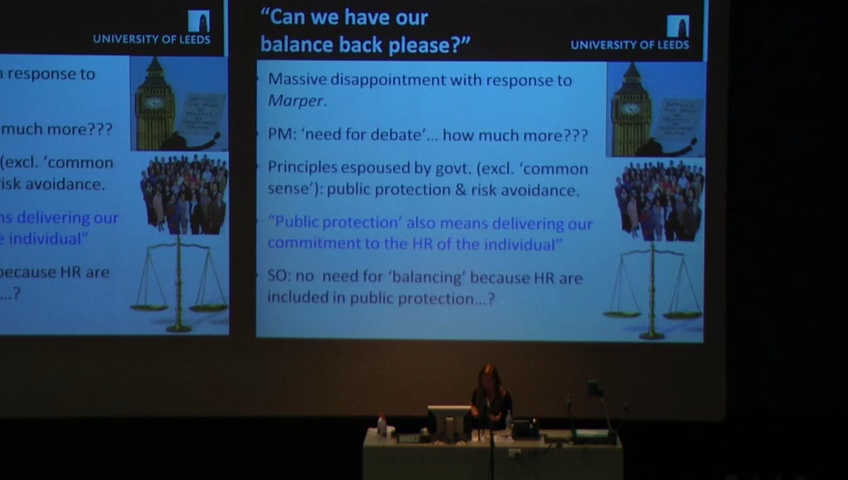 UNIVERSITY OF LEEDS
response to
much more???
(excl. ‘common
risk avoidance.
ns delivering our
e individual”
because HR are
…?
“Can we have our
balance back please?”
UNIVERSITY OF LEEDS
Massive disappointment with response to
Marper.
PM: ‘need for debate’… how much more???
Principles espoused by govt. (excl. ‘common
sense’): public protection & risk avoidance.
“Public protection’ also means delivering our
commitment to the HR of the individual”
SO: no need for ‘balancing’ because HR are
included in public protection…?